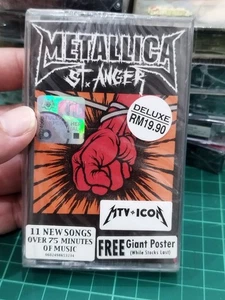 METALLICA
ST. ANGER
DELUXE
RM19.90
MTV ICON
11 NEW SONGS
OVER 75 MINUTES
OF MUSIC
FREE Giant Poster
(While Stocks Last)